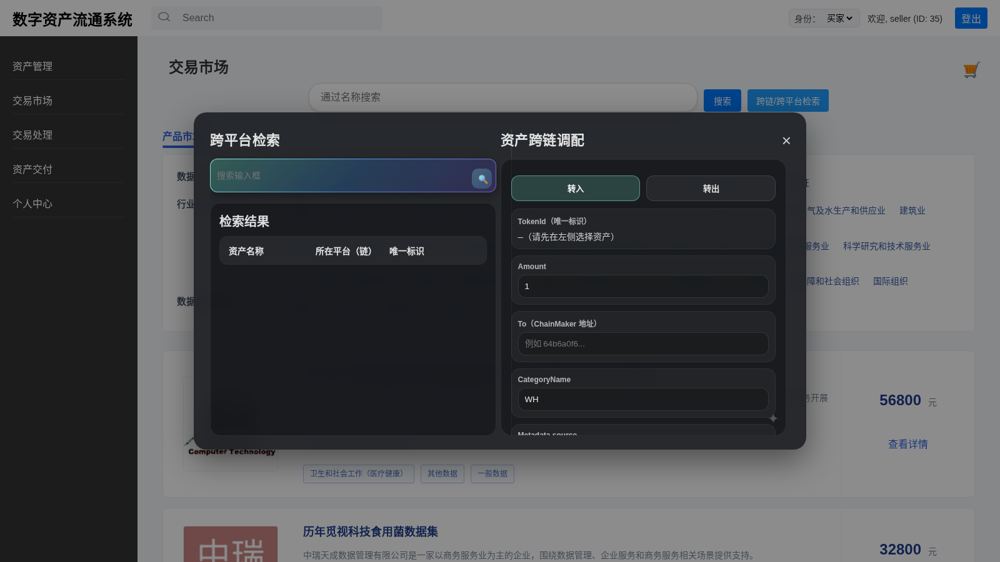 数字资产流通系统
Search
身份:
买家
欢迎, seller (ID: 35)
登出
资产管理
交易市场
交易处理
资产交付
个人中心
交易市场
通过名称搜索
搜索
跨链/跨平台检索
产品市
跨平台检索
搜索输入框
检索结果
资产名称
所在平台（链）
唯一标识
资产跨链调配
×
转入
转出
TokenId（唯一标识）
—（请先在左侧选择资产）
Amount
1
To（ChainMaker 地址）
例如 64b6a0f6...
CategoryName
WH
Metadata source
数据
行业
气及水生产和供应业
建筑业
服务业
科学研究和技术服务业
障和社会组织
国际组织
数据
Computer Technology
务开展
56800 元
查看详情
卫生和社会工作（医疗健康）
其他数据
一般数据
中瑞
历年觅视科技食用菌数据集
中瑞天成数据管理有限公司是一家以商务服务业为主的企业，围绕数据管理、企业服务和商务服务相关场景提供支持。
32800 元